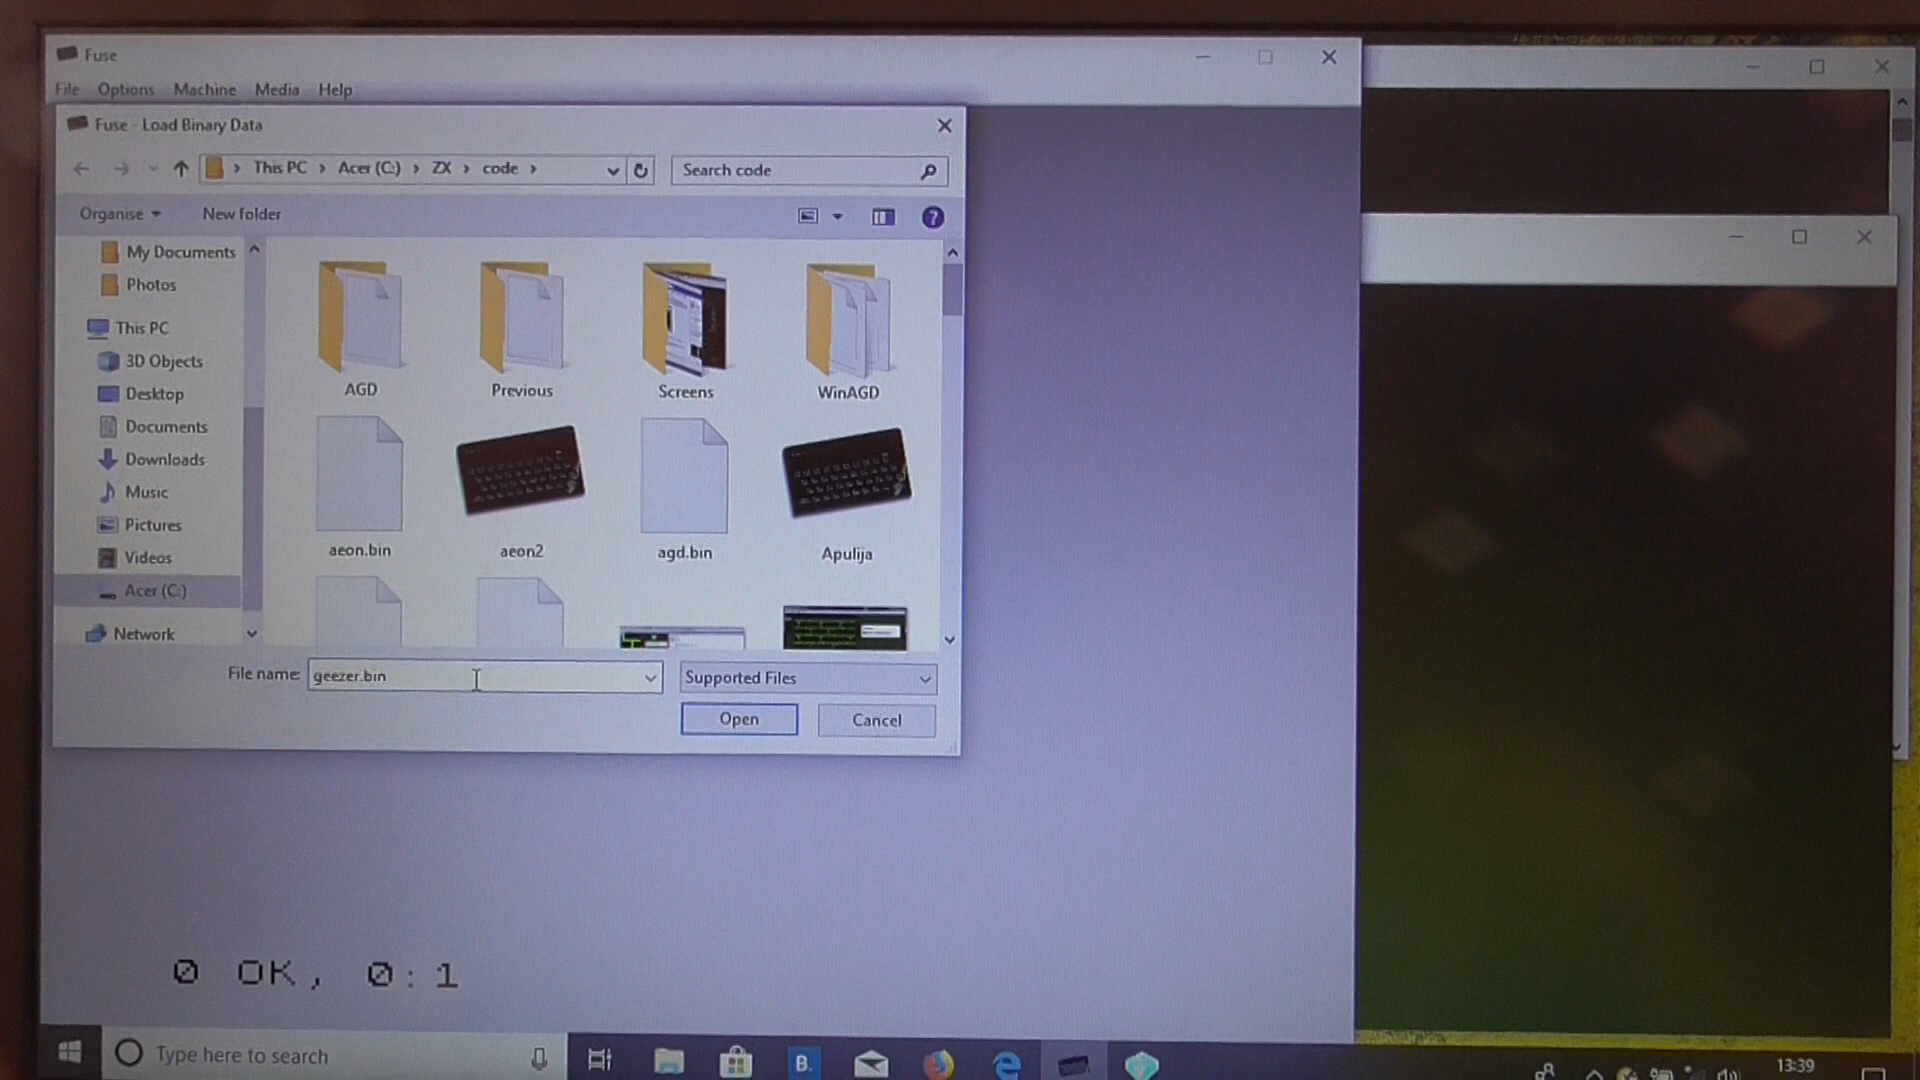 Fuse
File Options Machine Media Help
Fuse - Load Binary Data
This PC > Acer (C:) > ZX > code >
Search code
Organise
New folder
?
My Documents
Photos
This PC
3D Objects
Desktop
Documents
Downloads
Music
Pictures
Videos
Acer (C:)
Network
AGD
Previous
Screens
WinAGD
aeon.bin
aeon2
agd.bin
Apulija
File name: geezer.bin
Supported Files
Open
Cancel
0 OK, 0:1
Type here to search
B.
13:39